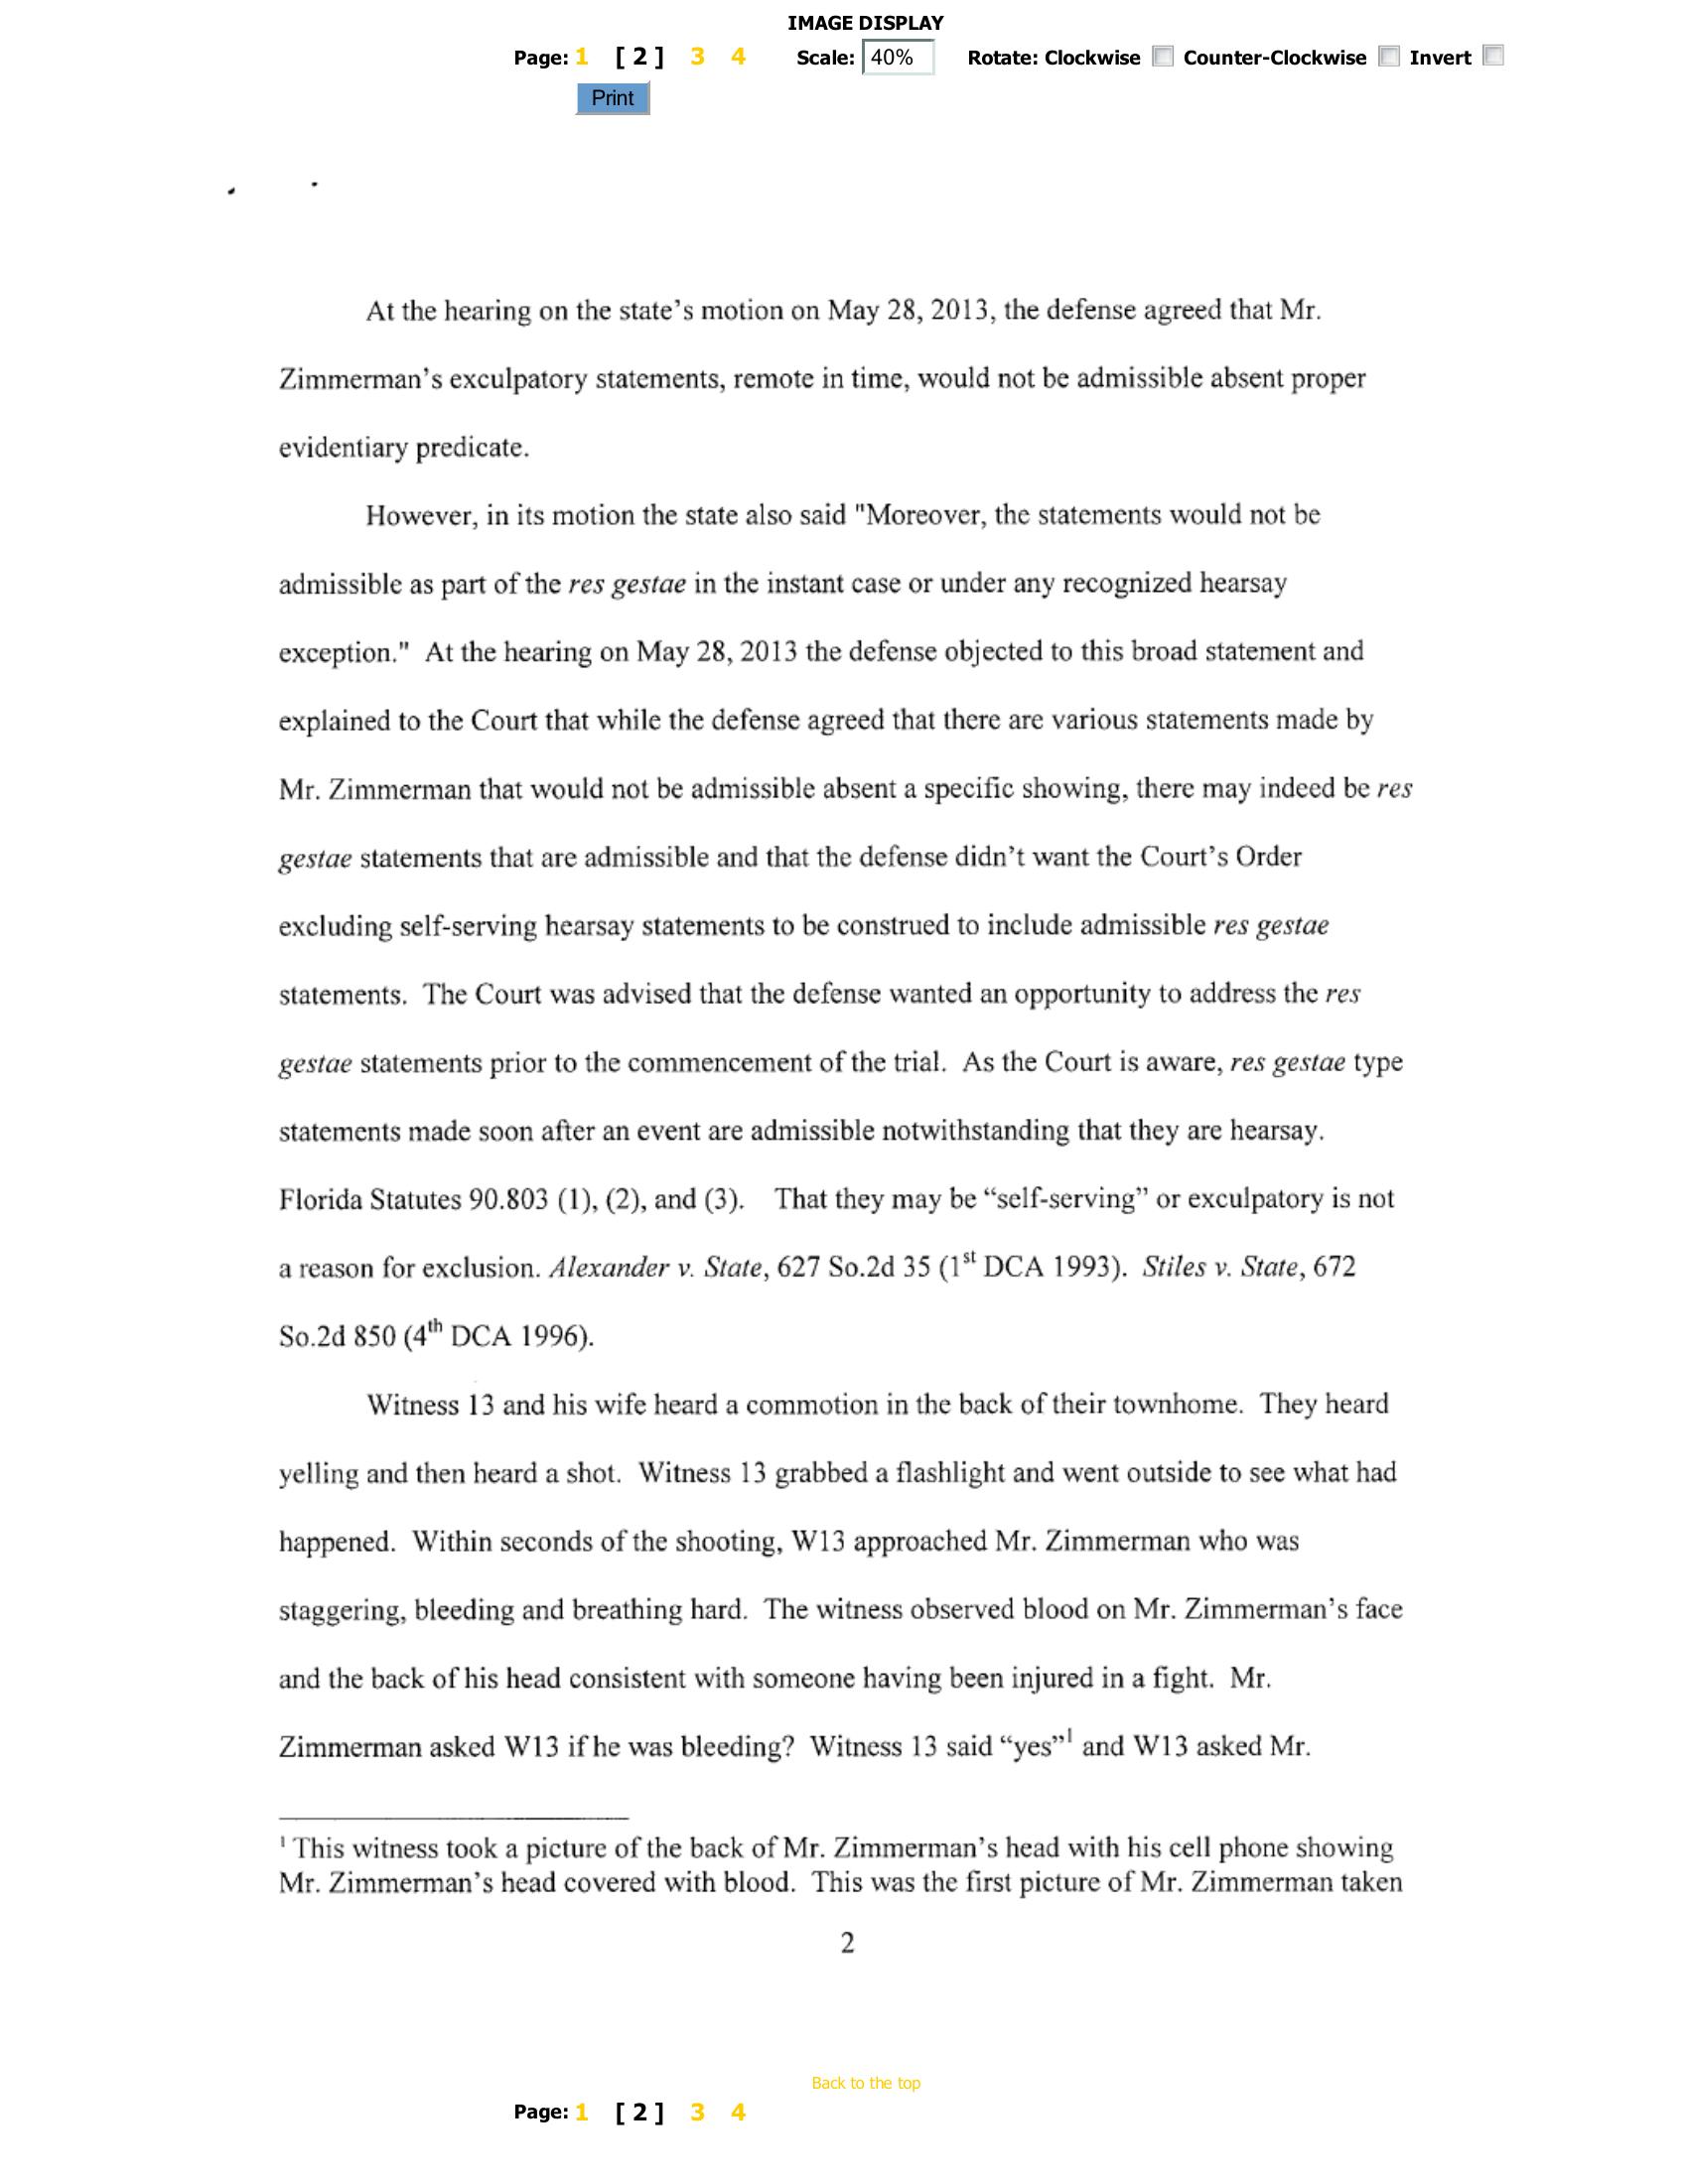 IMAGE DISPLAY
Page: 1 [ 2 ] 3 4 Scale: 40% Rotate: Clockwise Counter-Clockwise Invert
Print
At the hearing on the state's motion on May 28, 2013, the defense agreed that Mr.
Zimmerman's exculpatory statements, remote in time, would not be admissible absent proper
evidentiary predicate.
However, in its motion the state also said "Moreover, the statements would not be
admissible as part of the res gestae in the instant case or under any recognized hearsay
exception." At the hearing on May 28, 2013 the defense objected to this broad statement and
explained to the Court that while the defense agreed that there are various statements made by
Mr. Zimmerman that would not be admissible absent a specific showing, there may indeed be res
gestae statements that are admissible and that the defense didn't want the Court's Order
excluding self-serving hearsay statements to be construed to include admissible res gestae
statements. The Court was advised that the defense wanted an opportunity to address the res
gestae statements prior to the commencement of the trial. As the Court is aware, res gestae type
statements made soon after an event are admissible notwithstanding that they are hearsay.
Florida Statutes 90.803 (1), (2), and (3). That they may be “self-serving” or exculpatory is not
a reason for exclusion. Alexander v. State, 627 So.2d 35 (1st DCA 1993). Stiles v. State, 672
So.2d 850 (4th DCA 1996).
Witness 13 and his wife heard a commotion in the back of their townhome. They heard
yelling and then heard a shot. Witness 13 grabbed a flashlight and went outside to see what had
happened. Within seconds of the shooting, W13 approached Mr. Zimmerman who was
staggering, bleeding and breathing hard. The witness observed blood on Mr. Zimmerman's face
and the back of his head consistent with someone having been injured in a fight. Mr.
Zimmerman asked W13 if he was bleeding? Witness 13 said “yes”1 and W13 asked Mr.
1 This witness took a picture of the back of Mr. Zimmerman's head with his cell phone showing
Mr. Zimmerman's head covered with blood. This was the first picture of Mr. Zimmerman taken
2
Back to the top
Page: 1 [ 2 ] 3 4